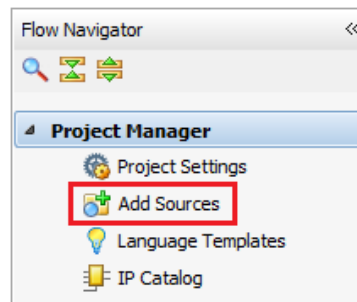 Flow Navigator
Project Manager
Project Settings
Add Sources
Language Templates
IP Catalog